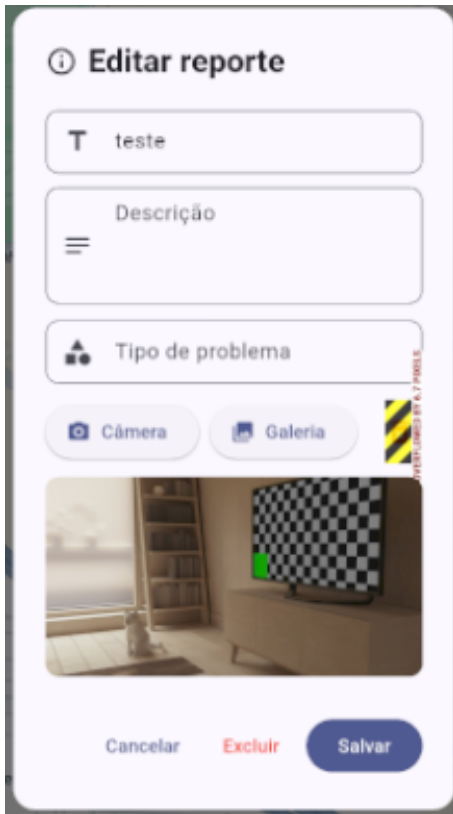 Editar reporte
teste
Descrição
Tipo de problema
OVERFLOWED BY 6.7 PIXELS
Câmera
Galeria
Cancelar
Excluir
Salvar